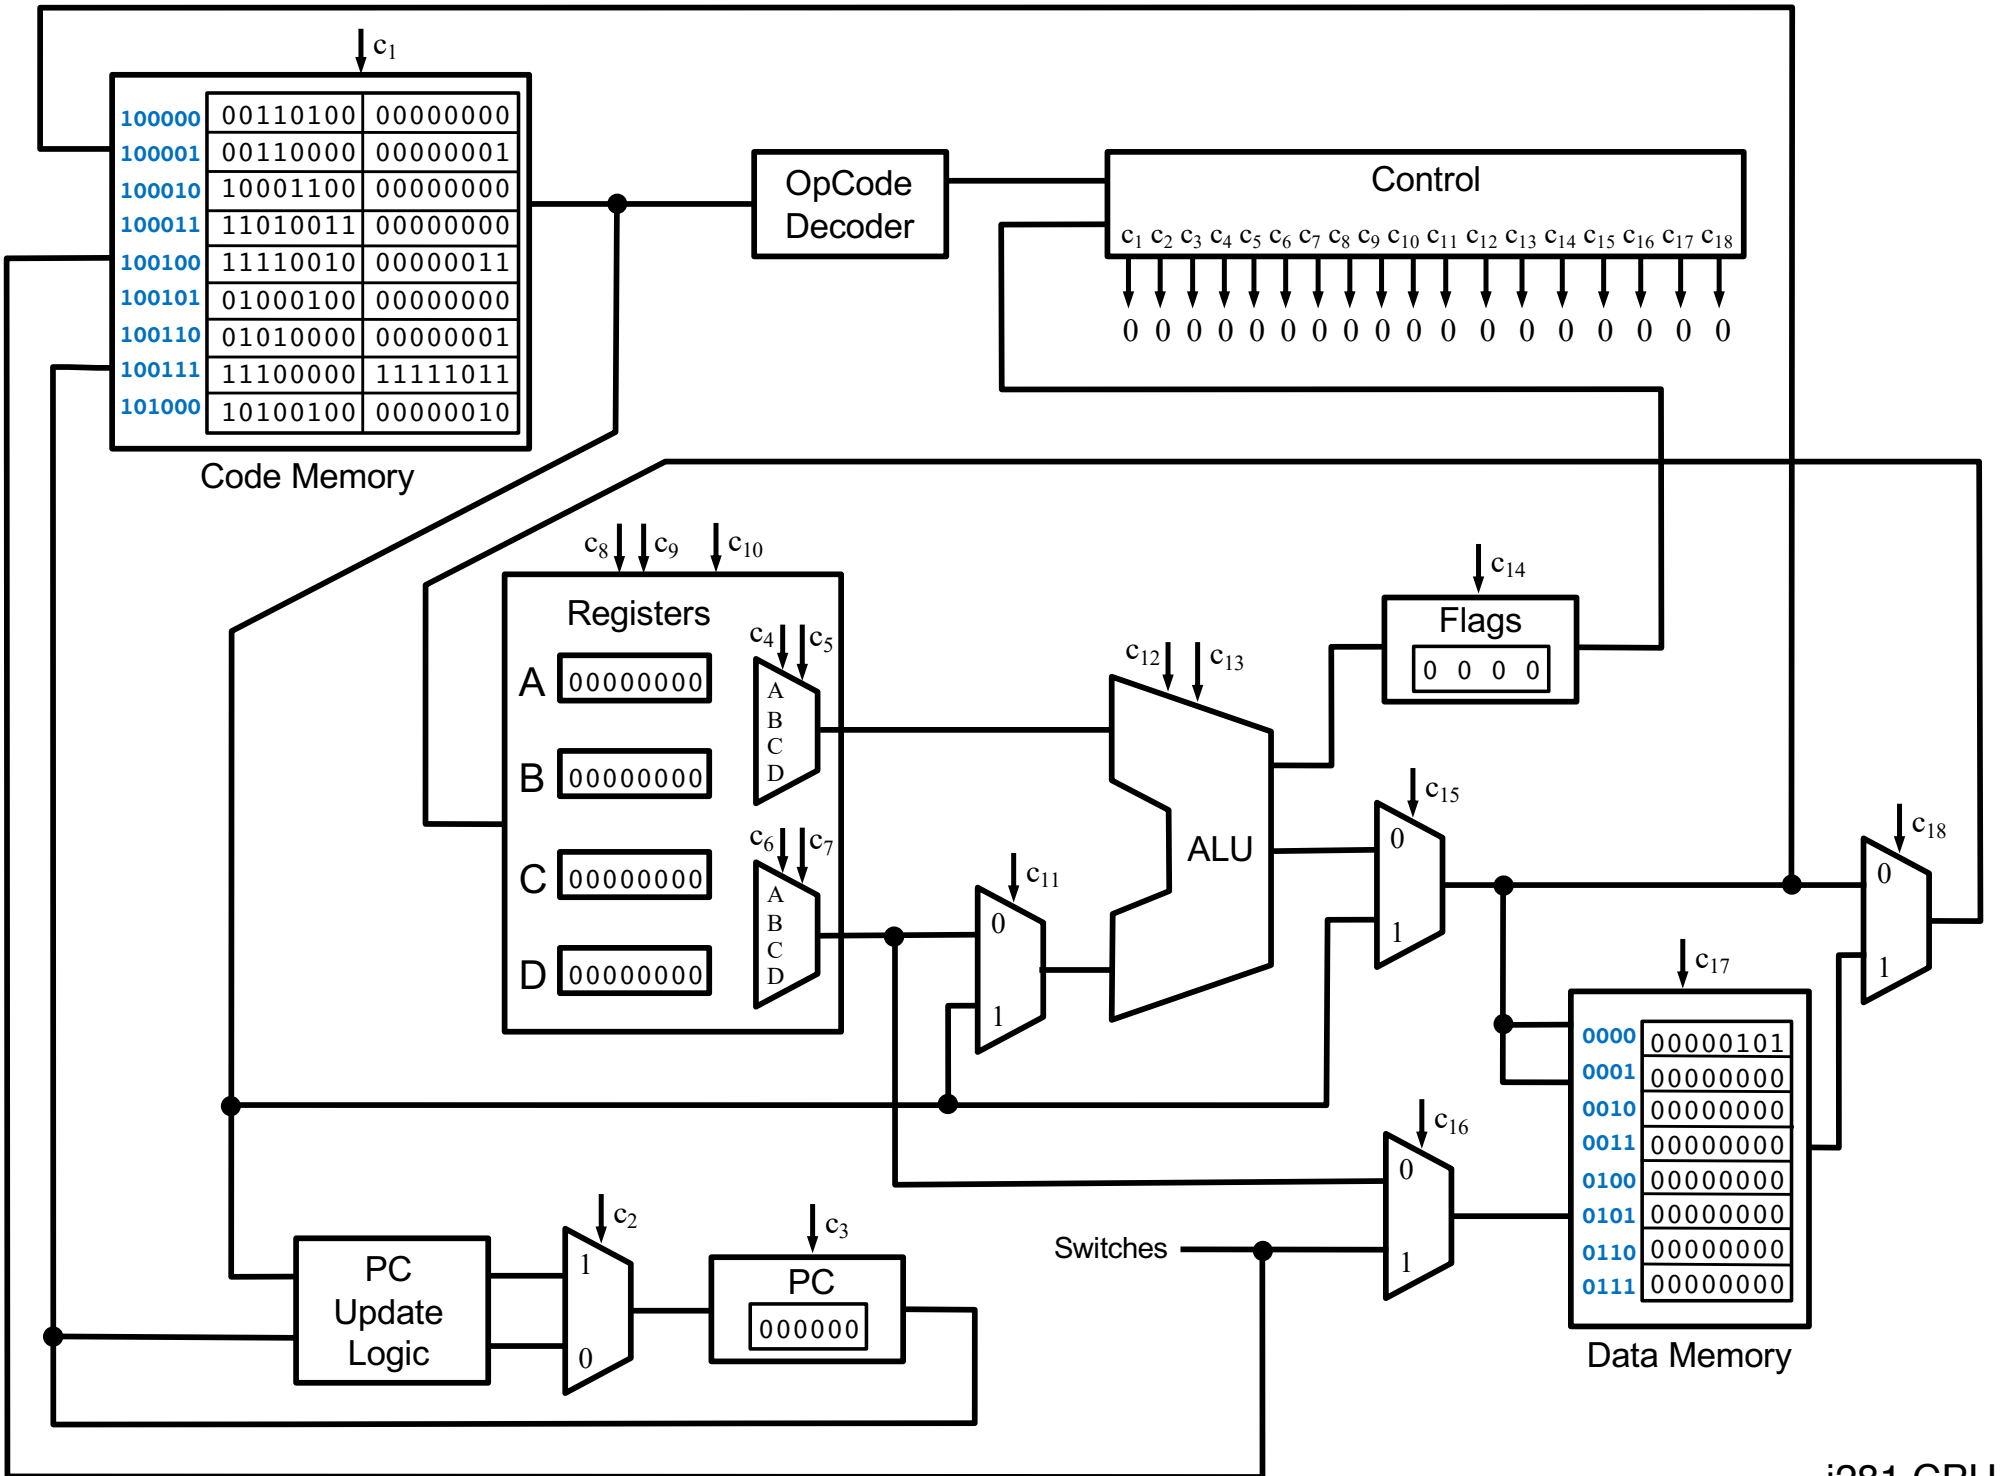 c1
100000 00110100 00000000
100001 00110000 00000001
100010 10001100 00000000
100011 11010011 00000000
100100 11110010 00000011
100101 01000100 00000000
100110 01010000 00000001
100111 11100000 11111011
101000 10100100 00000010
Code Memory
OpCode
Decoder
Control
c1 c2 c3 c4 c5 c6 c7 c8 c9 c10 c11 c12 c13 c14 c15 c16 c17 c18
0 0 0 0 0 0 0 0 0 0 0 0 0 0 0 0 0 0
c8 c9 c10
Registers
c4 c5
A 00000000
B 00000000
C 00000000
D 00000000
A
B
C
D
c6 c7
A
B
C
D
c11
0
1
c12 c13
ALU
c14
Flags
0 0 0 0
c15
0
1
c18
0
1
c17
0000 00000101
0001 00000000
0010 00000000
0011 00000000
0100 00000000
0101 00000000
0110 00000000
0111 00000000
Data Memory
c16
0
1
Switches
PC
Update
Logic
c2
1
0
c3
PC
000000